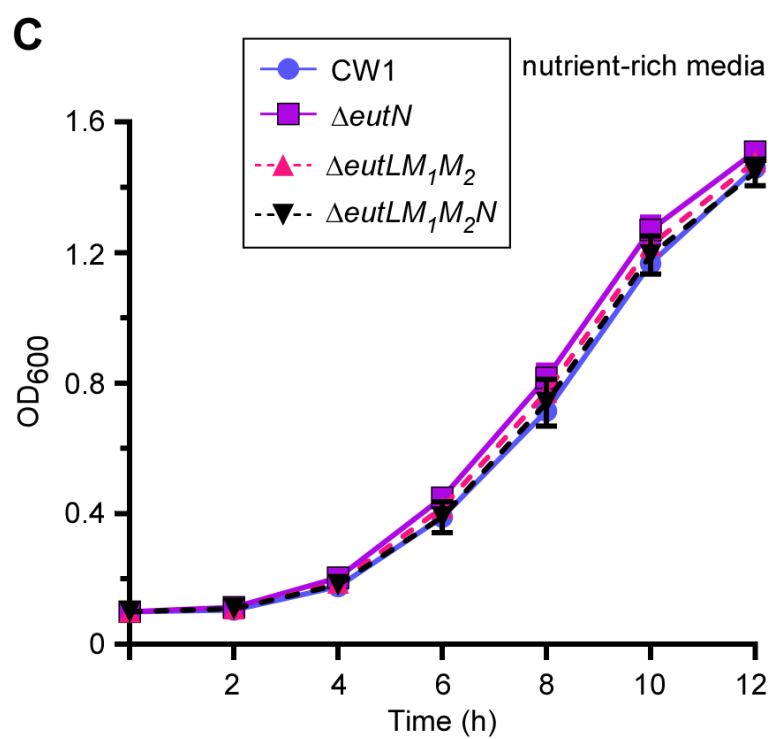 C
CW1
nutrient-rich media
ΔeutN
ΔeutLM₁M₂
ΔeutLM₁M₂N
1.6
1.2
0.8
0.4
0
OD₆₀₀
2 4 6 8 10 12
Time (h)